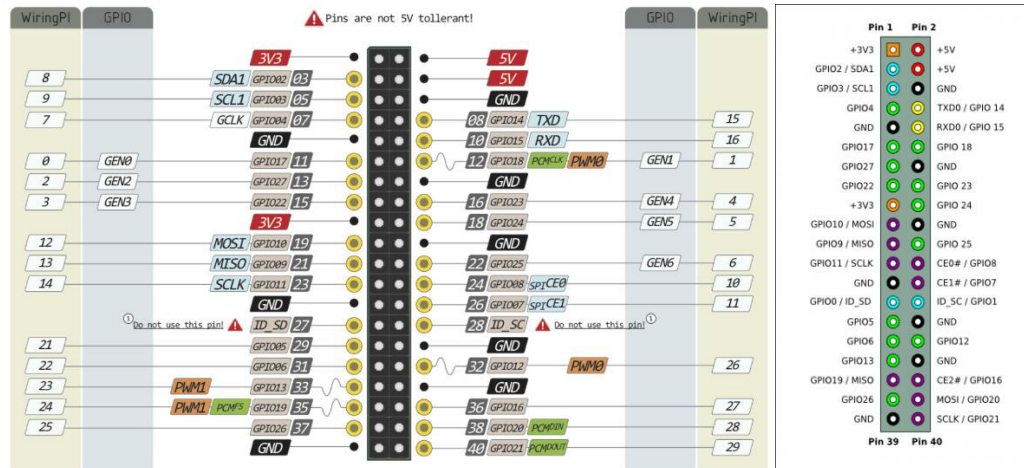 WiringPI GPIO Pins are not 5V tollerant! GPIO WiringPI
3V3 5V
8 SDA1 GPIO02 03 5V
9 SCL1 GPIO03 05 GND
7 GCLK GPIO04 07 08 GPIO14 TXD 15
GND 10 GPIO15 RXD 16
0 GEN0 GPIO17 11 12 GPIO18 PCMCLK PWM0 GEN1 1
2 GEN2 GPIO27 13 GND
3 GEN3 GPIO22 15 16 GPIO23 GEN4 4
3V3 18 GPIO24 GEN5 5
12 MOSI GPIO10 19 GND
13 MISO GPIO09 21 22 GPIO25 GEN6 6
14 SCLK GPIO11 23 24 GPIO08 SPICE0 10
GND 26 GPIO07 SPICE1 11
1 Do not use this pin! ID_SD 27 28 ID_SC Do not use this pin! 1
21 GPIO05 29 GND
22 GPIO06 31 32 GPIO12 PWM0 26
23 PWM1 GPIO13 33 GND
24 PWM1 PCMFS GPIO19 35 36 GPIO16 27
25 GPIO26 37 38 GPIO20 PCMDIN 28
GND 40 GPIO21 PCMDOUT 29
Pin 1 Pin 2
+3V3 +5V
GPIO2 / SDA1 +5V
GPIO3 / SCL1 GND
GPIO4 TXD0 / GPIO 14
GND RXD0 / GPIO 15
GPIO17 GPIO 18
GPIO27 GND
GPIO22 GPIO 23
+3V3 GPIO 24
GPIO10 / MOSI GND
GPIO9 / MISO GPIO 25
GPIO11 / SCLK CE0# / GPIO8
GND CE1# / GPIO7
GPIO0 / ID_SD ID_SC / GPIO1
GPIO5 GND
GPIO6 GPIO12
GPIO13 GND
GPIO19 / MISO CE2# / GPIO16
GPIO26 MOSI / GPIO20
GND SCLK / GPIO21
Pin 39 Pin 40